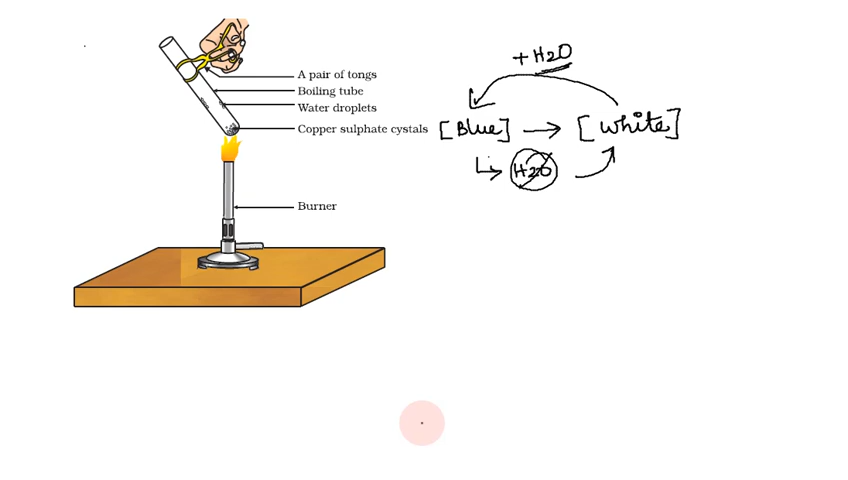 A pair of tongs
Boiling tube
Water droplets
Copper sulphate cystals
Burner
+ H2O
[Blue] → [White]
H2O